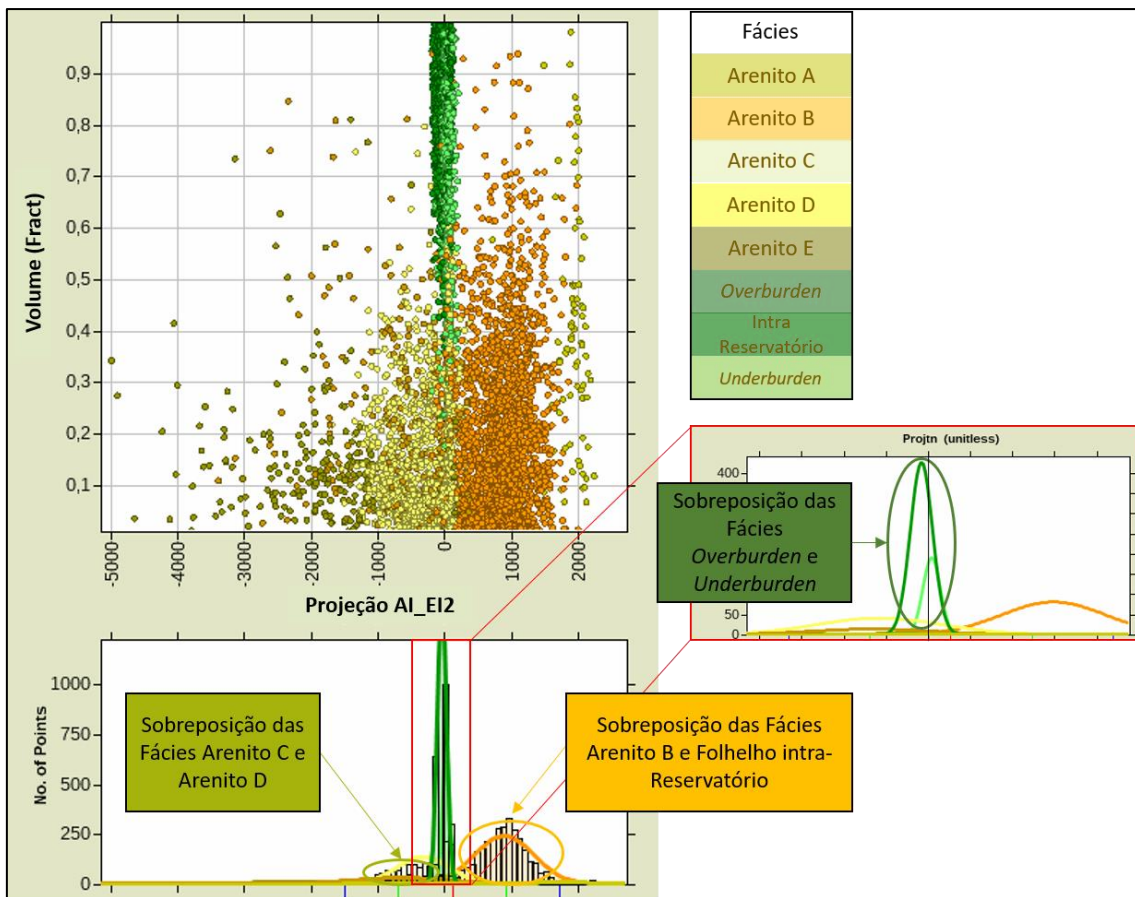 Volume (Fract)
0,9
0,8
0,7
0,6
0,5
0,4
0,3
0,2
0,1
-5000
-4000
-3000
-2000
-1000
0
1000
2000
Projeção AI_EI2
Fácies
Arenito A
Arenito B
Arenito C
Arenito D
Arenito E
Overburden
Intra
Reservatório
Underburden
Projtn (unitless)
400
50
0
Sobreposição das
Fácies
Overburden e
Underburden
No. of Points
1000
750
500
250
0
Sobreposição das
Fácies Arenito C e
Arenito D
Sobreposição das Fácies
Arenito B e Folhelho intra-
Reservatório